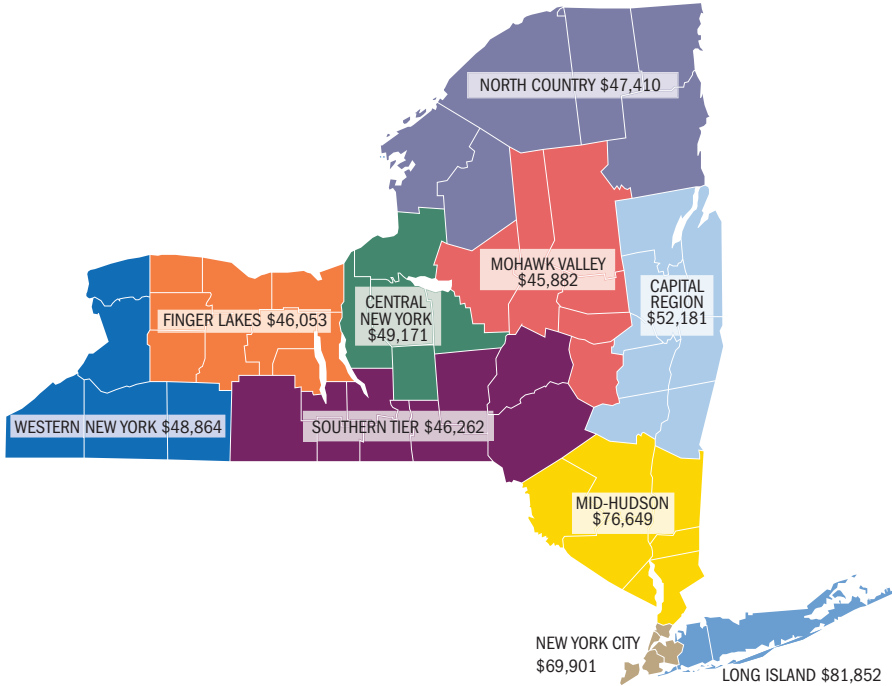 NORTH COUNTRY $47,410
MOHAWK VALLEY
$45,882
CAPITAL
REGION
$52,181
CENTRAL
NEW YORK
$49,171
FINGER LAKES $46,053
WESTERN NEW YORK $48,864
SOUTHERN TIER $46,262
MID-HUDSON
$76,649
NEW YORK CITY
$69,901
LONG ISLAND $81,852